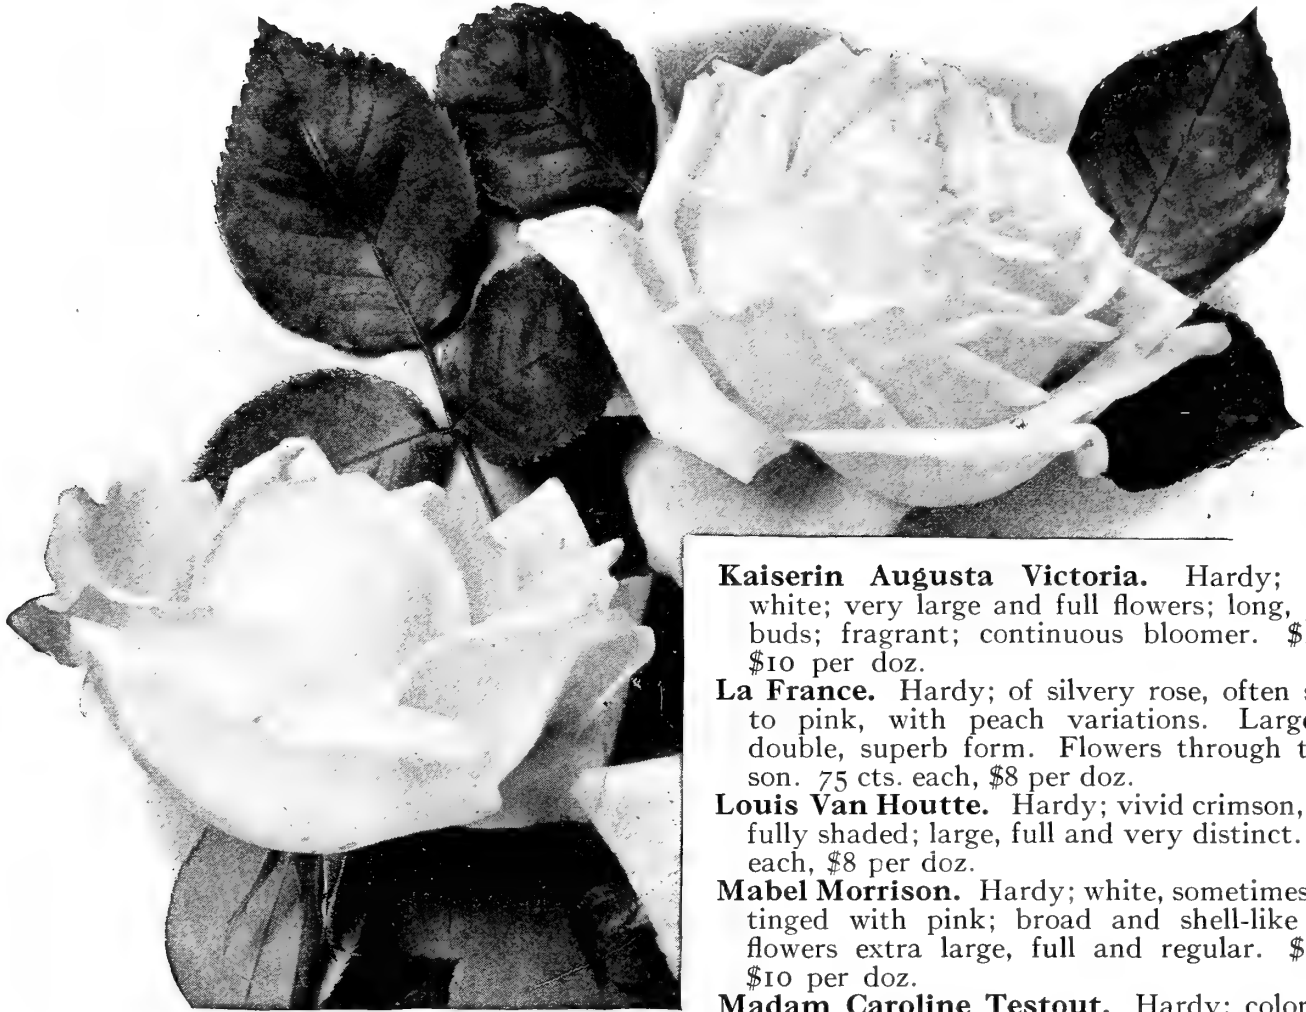 Kaiserin Augusta Victoria. Hardy;
white; very large and full flowers; long,
buds; fragrant; continuous bloomer. $
$10 per doz.
La France. Hardy; of silvery rose, often
to pink, with peach variations. Large
double, superb form. Flowers through t
son. 75 cts. each, $8 per doz.
Louis Van Houtte. Hardy; vivid crimson,
fully shaded; large, full and very distinct.
each, $8 per doz.
Mabel Morrison. Hardy; white, sometimes
tinged with pink; broad and shell-like
flowers extra large, full and regular. $
$10 per doz.
Madam Caroline Testout. Hardy; color